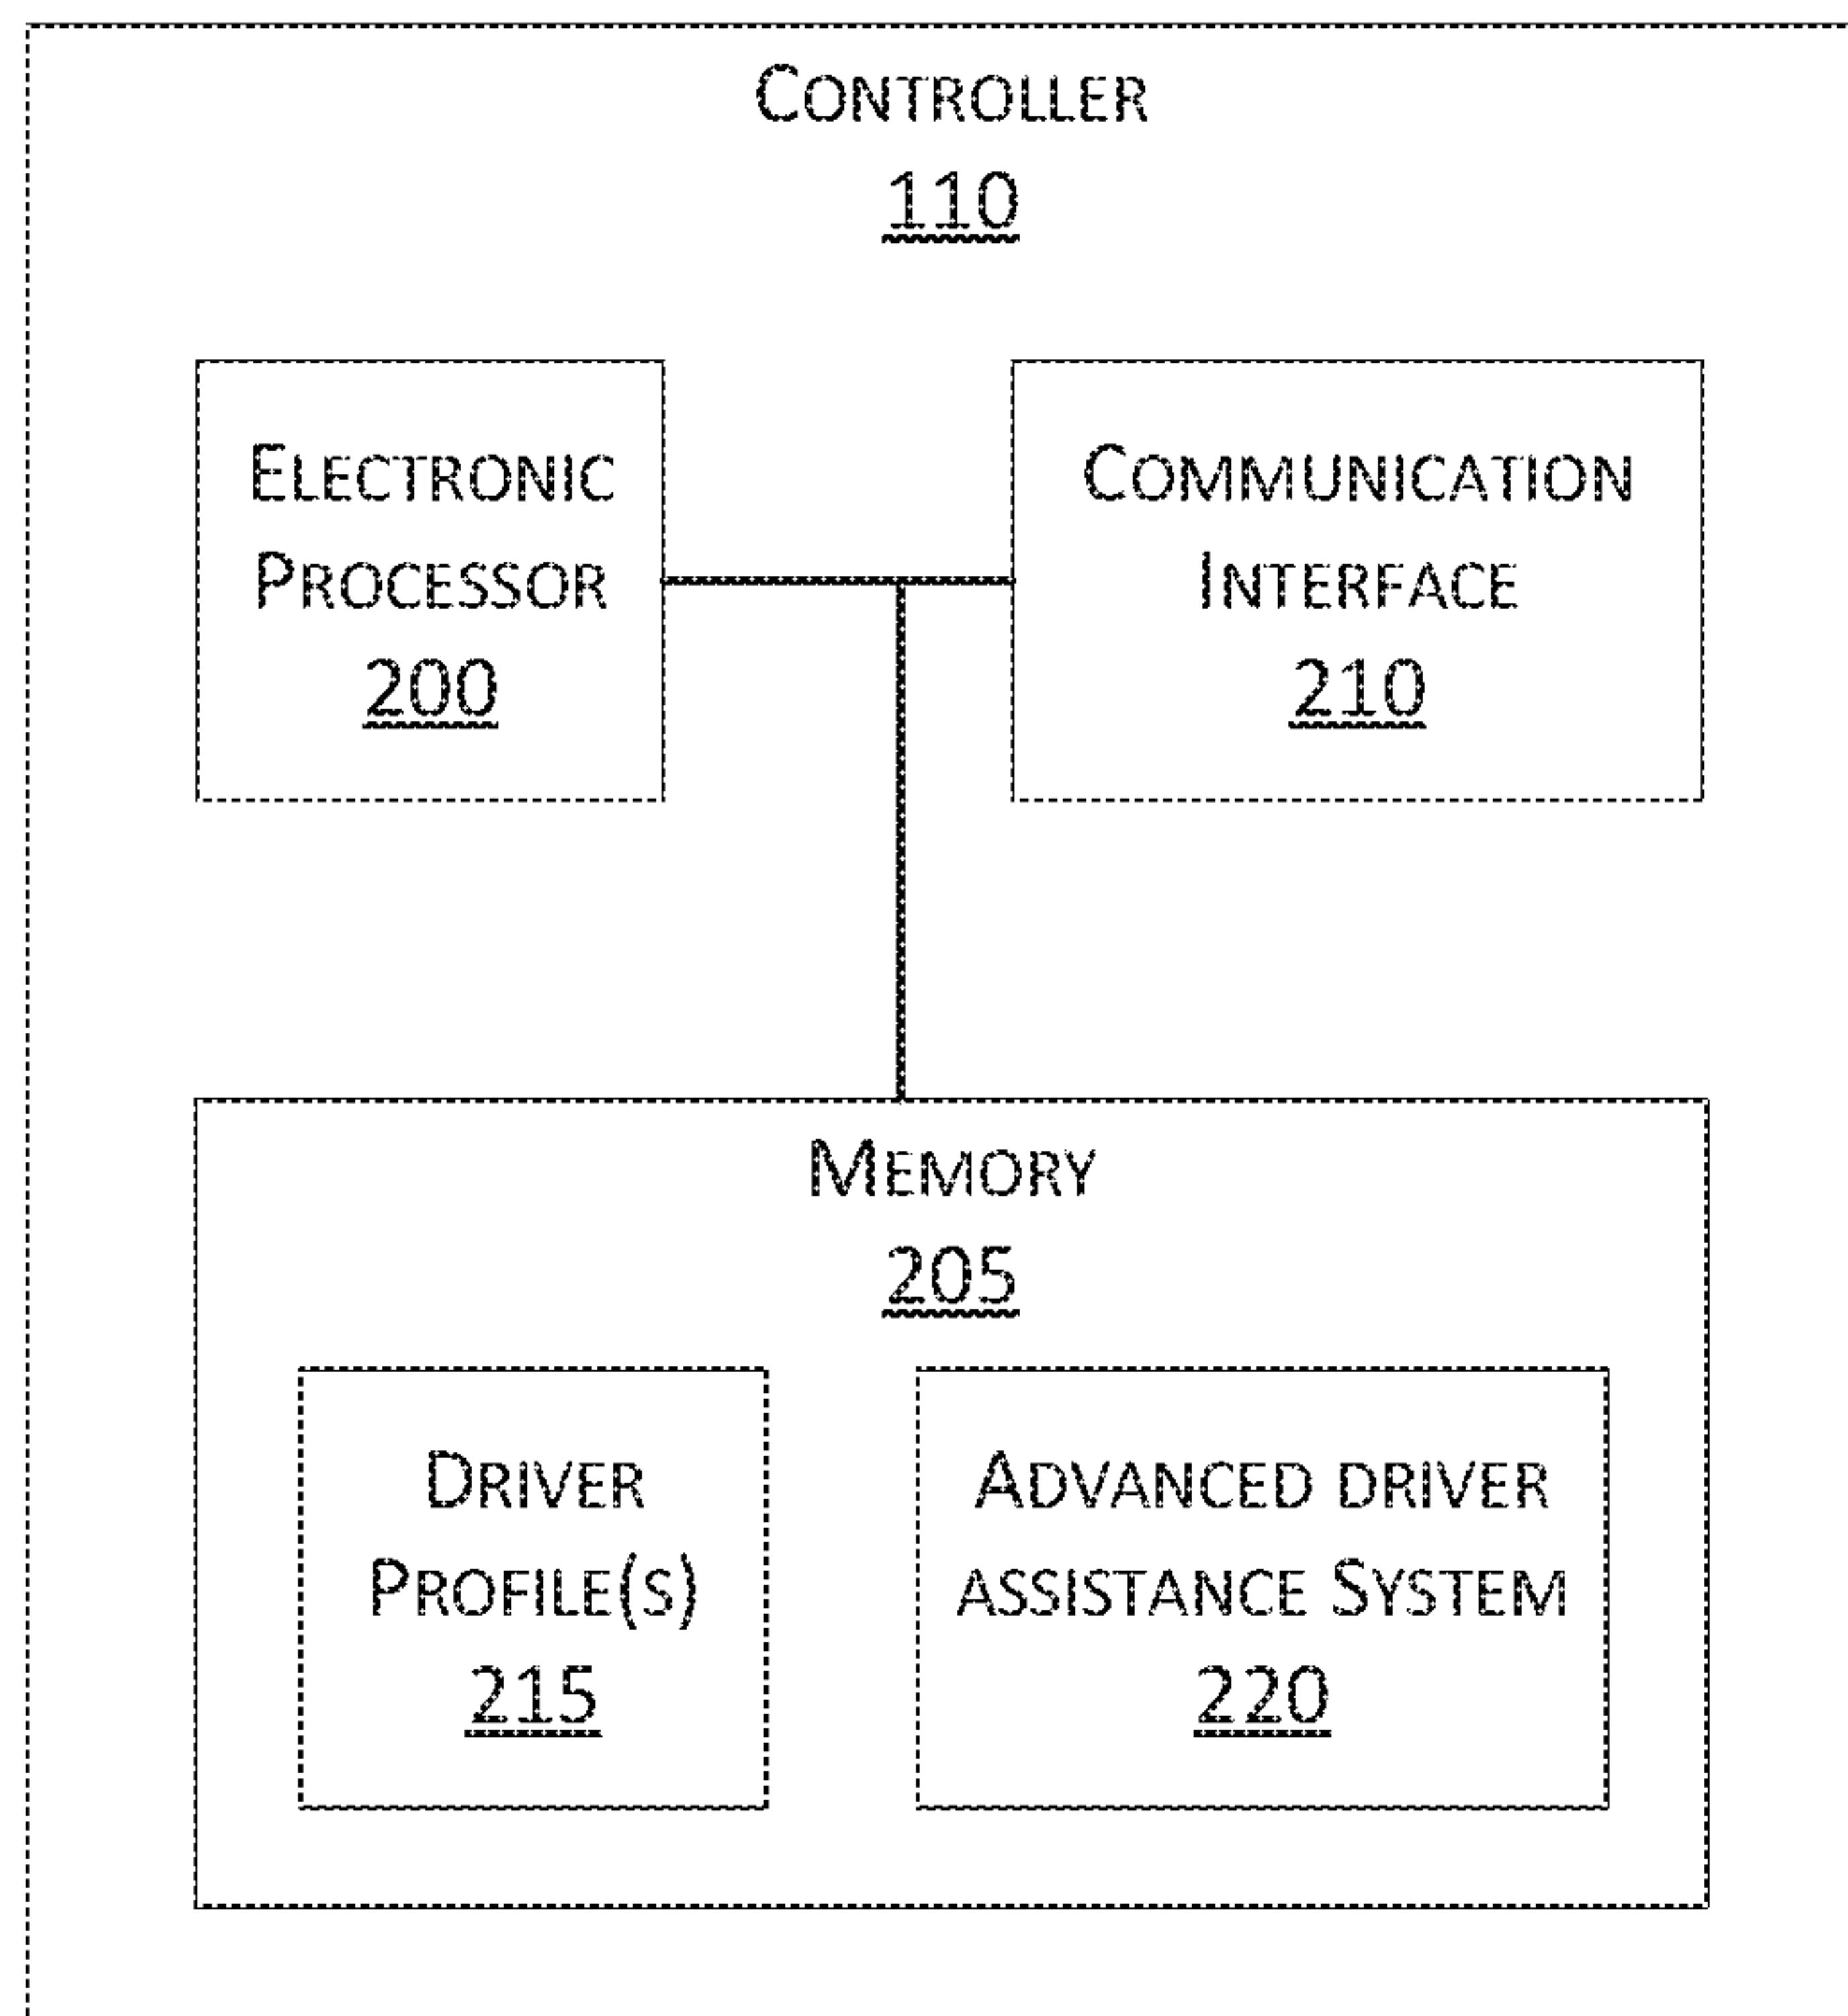 CONTROLLER
110
ELECTRONIC
PROCESSOR
200
COMMUNICATION
INTERFACE
210
MEMORY
205
DRIVER
PROFILE(S)
215
ADVANCED DRIVER
ASSISTANCE SYSTEM
220